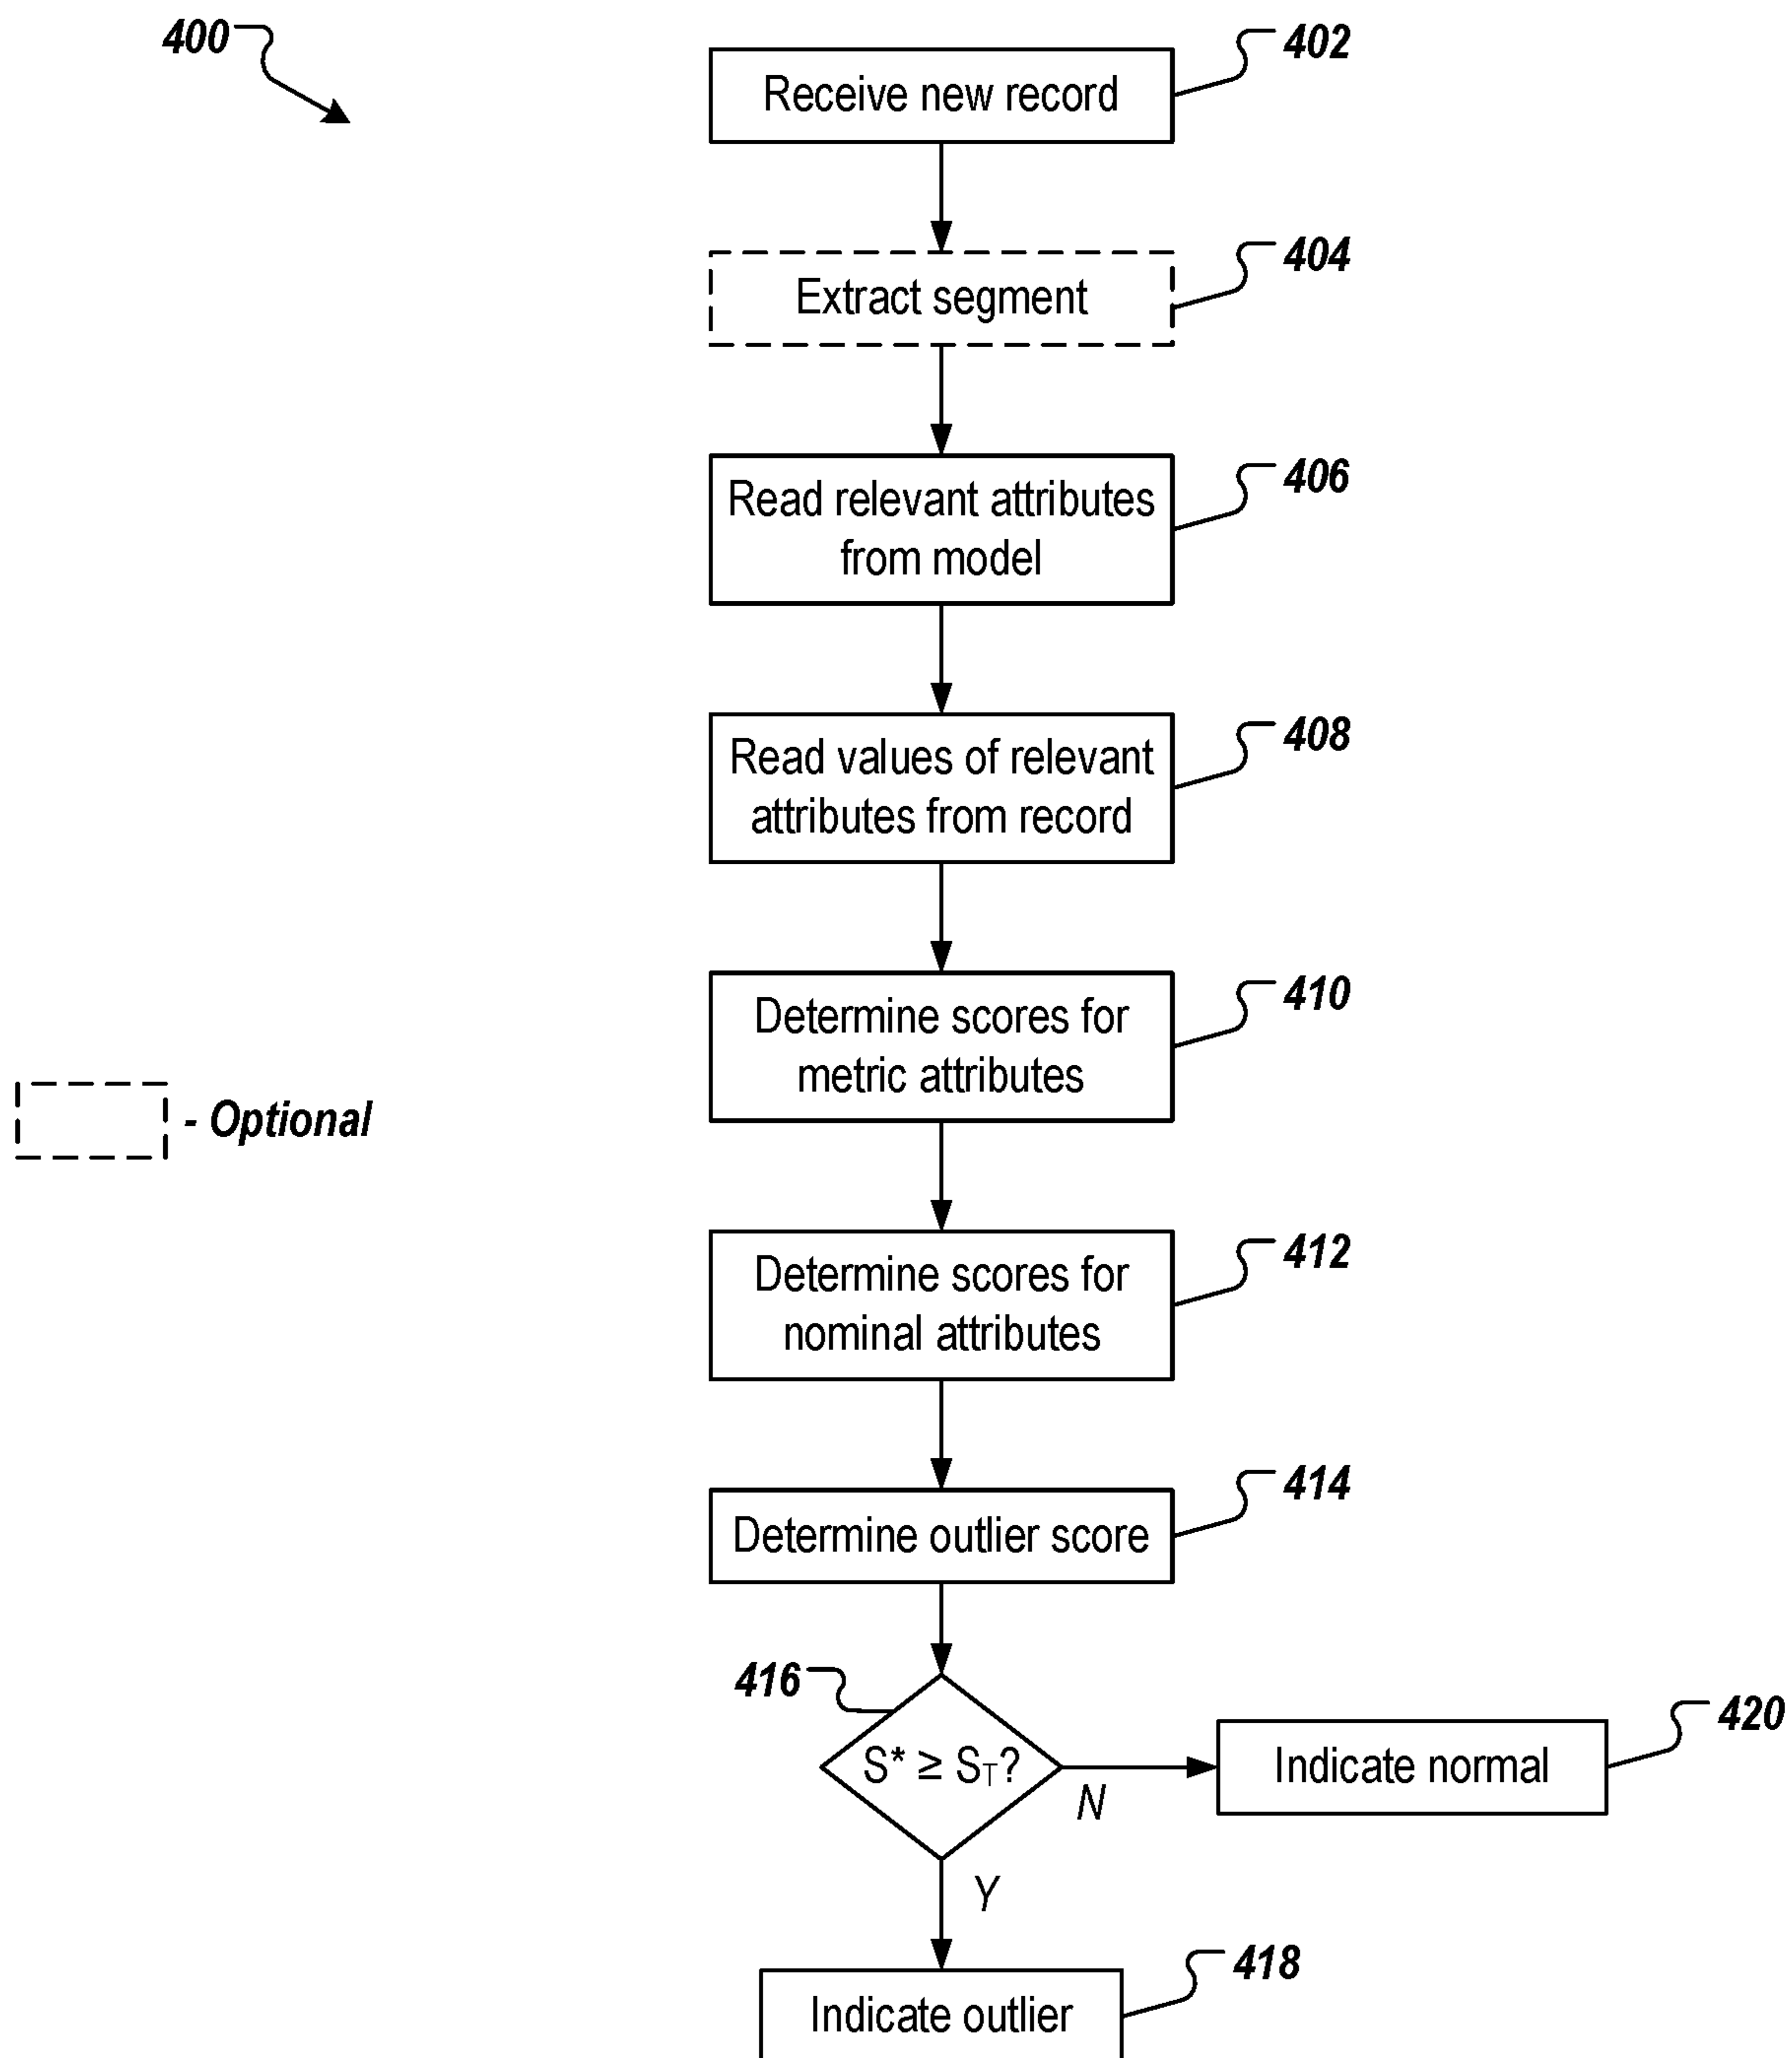 400
402
Receive new record
404
Extract segment
406
Read relevant attributes
from model
408
Read values of relevant
attributes from record
410
Determine scores for
metric attributes
- Optional
412
Determine scores for
nominal attributes
414
Determine outlier score
416
S* ≥ S_T?
N
420
Indicate normal
Y
418
Indicate outlier